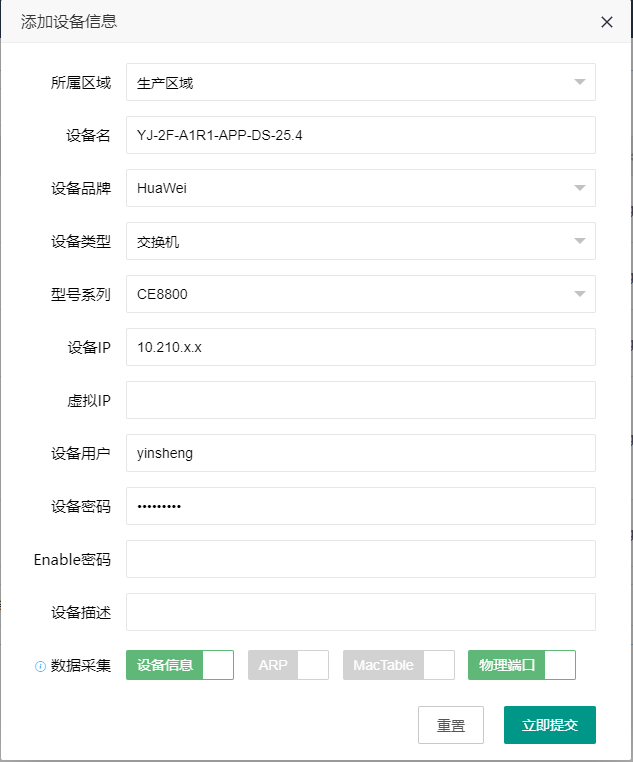 添加设备信息
所属区域 生产区域
设备名 YJ-2F-A1R1-APP-DS-25.4
设备品牌 HuaWei
设备类型 交换机
型号系列 CE8800
设备IP 10.210.x.x
虚拟IP
设备用户 yinsheng
设备密码 •••••••••
Enable密码
设备描述
数据采集 设备信息 ARP MacTable 物理端口
重置 立即提交